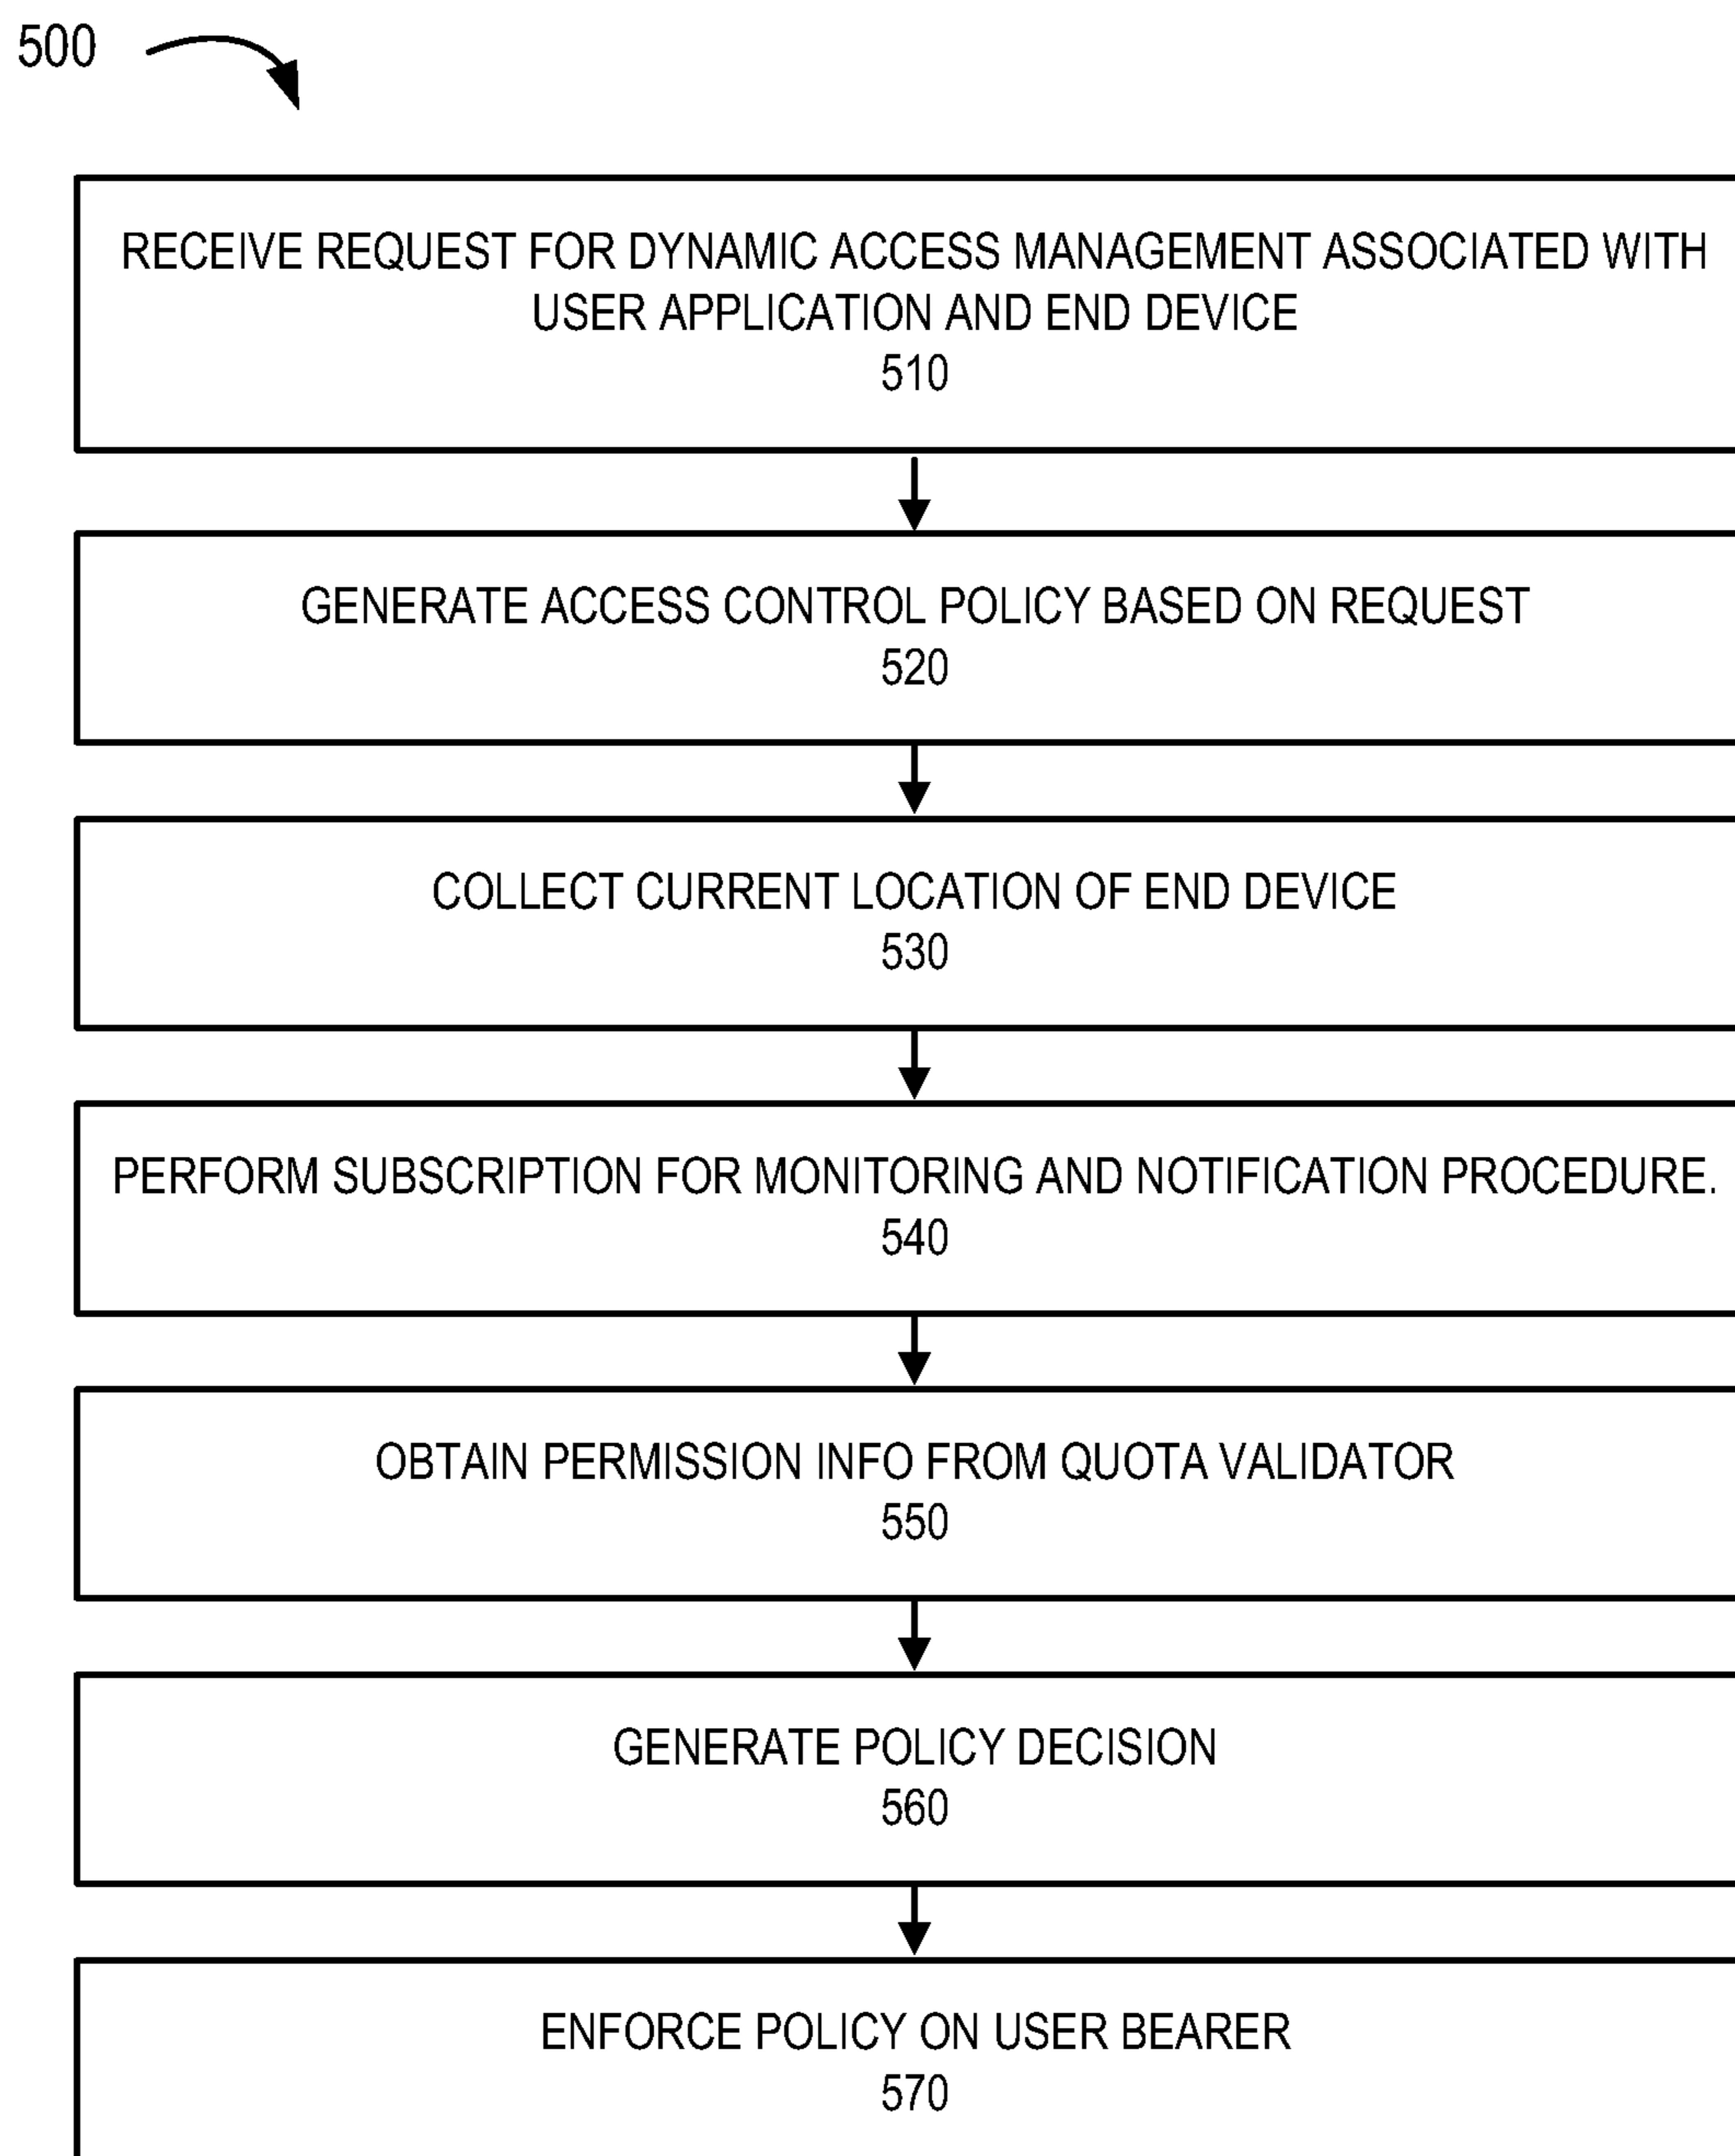 500
RECEIVE REQUEST FOR DYNAMIC ACCESS MANAGEMENT ASSOCIATED WITH
USER APPLICATION AND END DEVICE
510
GENERATE ACCESS CONTROL POLICY BASED ON REQUEST
520
COLLECT CURRENT LOCATION OF END DEVICE
530
PERFORM SUBSCRIPTION FOR MONITORING AND NOTIFICATION PROCEDURE.
540
OBTAIN PERMISSION INFO FROM QUOTA VALIDATOR
550
GENERATE POLICY DECISION
560
ENFORCE POLICY ON USER BEARER
570